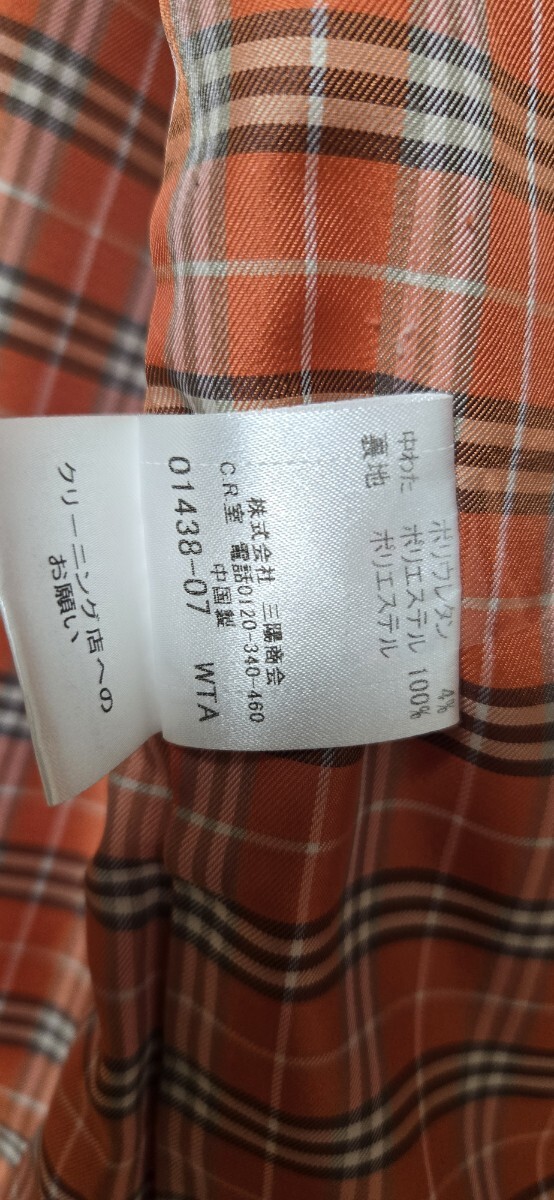 ポリウレタン 4%
中わた ポリエステル 100%
裏地 ポリエステル
株式会社 三陽商会
C.R.室 電話0120-340-460
中国製
01438-07 WTA
クリーニング店への
お願い